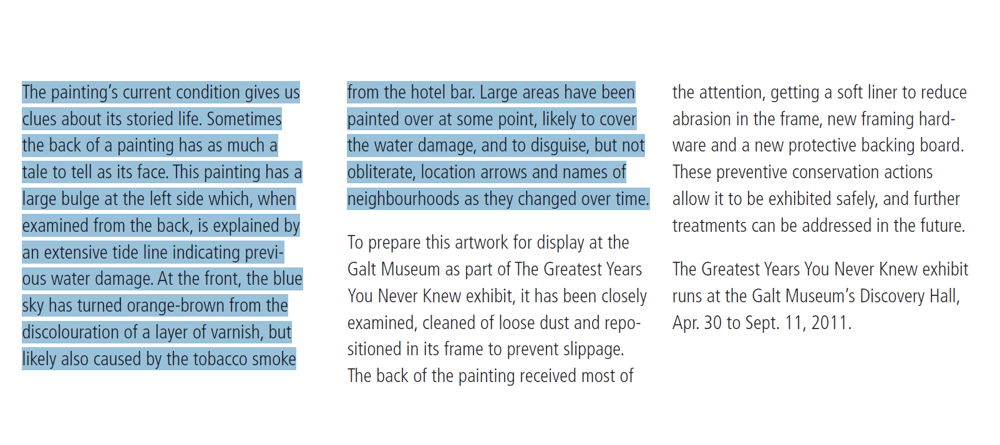 The painting’s current condition gives us
clues about its storied life. Sometimes
the back of a painting has as much a
tale to tell as its face. This painting has a
large bulge at the left side which, when
examined from the back, is explained by
an extensive tide line indicating previ-
ous water damage. At the front, the blue
sky has turned orange-brown from the
discolouration of a layer of varnish, but
likely also caused by the tobacco smoke
from the hotel bar. Large areas have been
painted over at some point, likely to cover
the water damage, and to disguise, but not
obliterate, location arrows and names of
neighbourhoods as they changed over time.
To prepare this artwork for display at the
Galt Museum as part of The Greatest Years
You Never Knew exhibit, it has been closely
examined, cleaned of loose dust and repo-
sitioned in its frame to prevent slippage.
The back of the painting received most of
the attention, getting a soft liner to reduce
abrasion in the frame, new framing hard-
ware and a new protective backing board.
These preventive conservation actions
allow it to be exhibited safely, and further
treatments can be addressed in the future.
The Greatest Years You Never Knew exhibit
runs at the Galt Museum’s Discovery Hall,
Apr. 30 to Sept. 11, 2011.